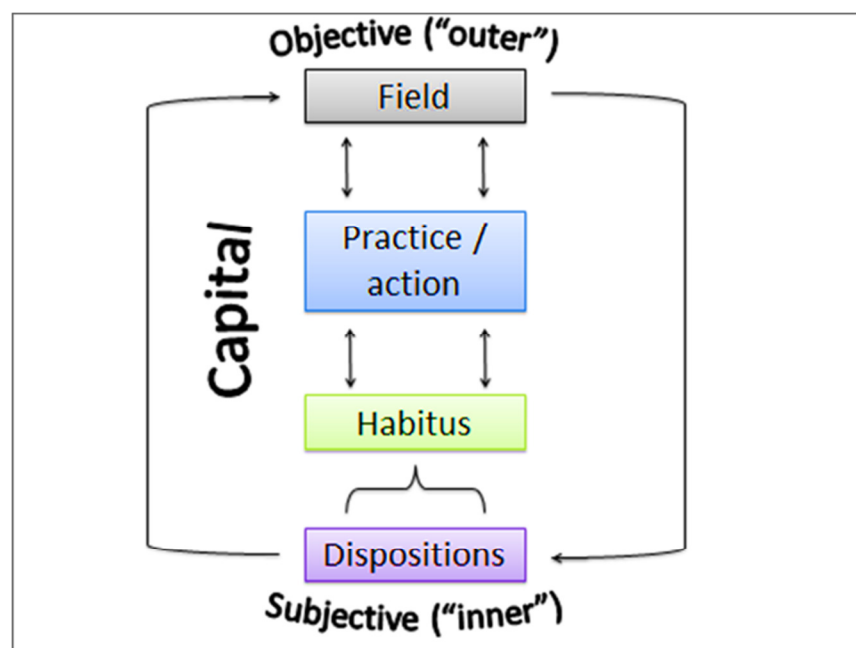 Objective (“outer”)
Field
Practice /
action
Capital
Habitus
Dispositions
Subjective (“inner”)